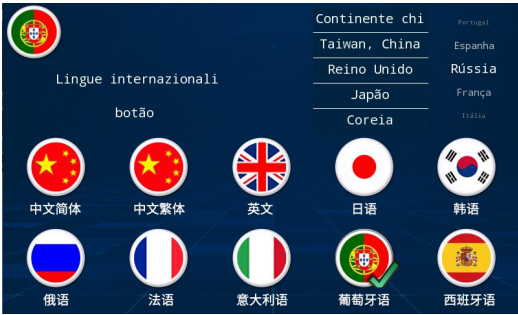 Continente chi
Taiwan, China
Reino Unido
Japão
Coreia
Portugal
Espanha
Rússia
França
Itália
Lingue internazionali
botão
中文简体
中文繁体
英文
日语
韩语
俄语
法语
意大利语
葡萄牙语
西班牙语